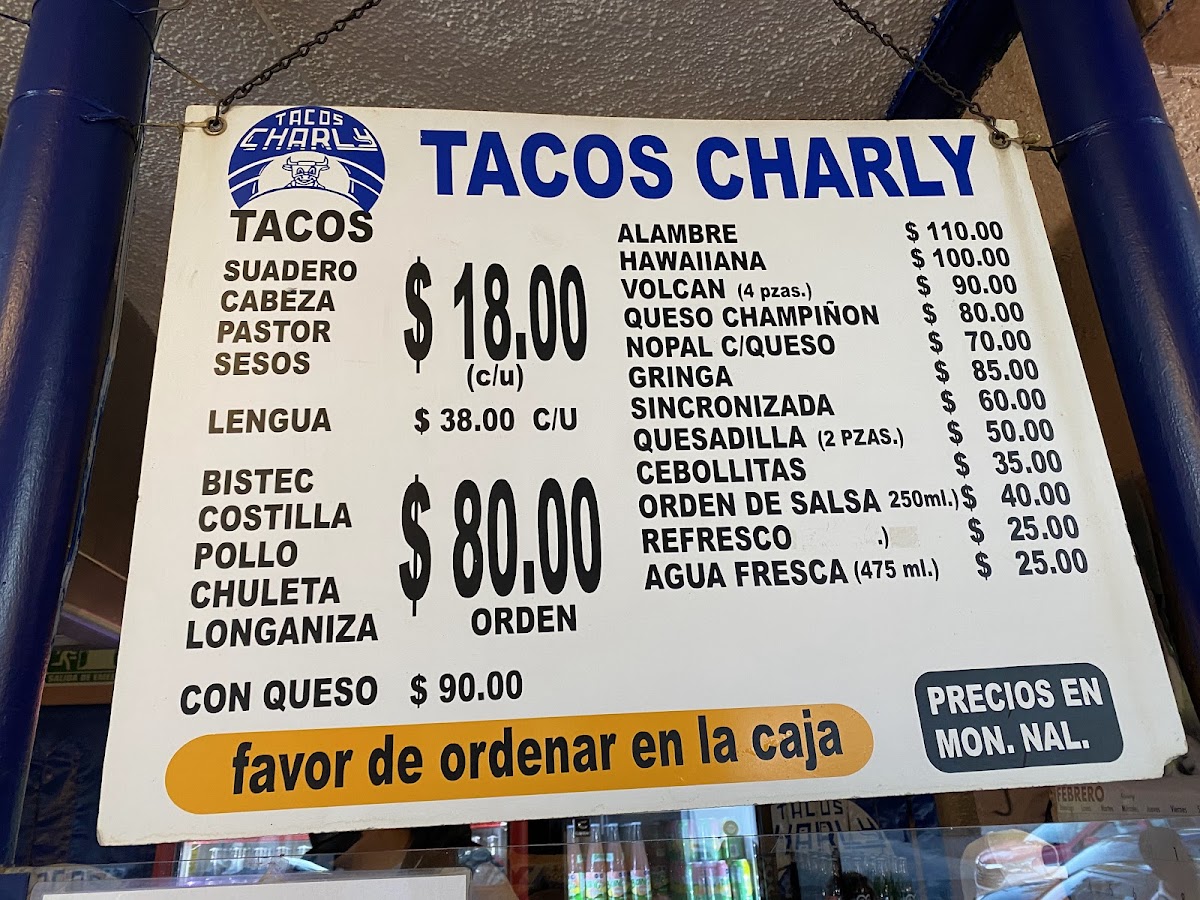 TACOS
CHARLY
TACOS CHARLY
TACOS
SUADERO
CABEZA
PASTOR
SESOS
$ 18.00
(c/u)
LENGUA $ 38.00 C/U
BISTEC
COSTILLA
POLLO
CHULETA
LONGANIZA
$ 80.00
ORDEN
CON QUESO $ 90.00
ALAMBRE $ 110.00
HAWAIIANA $ 100.00
VOLCAN (4 pzas.) $ 90.00
QUESO CHAMPIÑON $ 80.00
NOPAL C/QUESO $ 70.00
GRINGA $ 85.00
SINCRONIZADA $ 60.00
QUESADILLA (2 PZAS.) $ 50.00
CEBOLLITAS $ 35.00
ORDEN DE SALSA 250ml.) $ 40.00
REFRESCO .) $ 25.00
AGUA FRESCA (475 ml.) $ 25.00
favor de ordenar en la caja
PRECIOS EN
MON. NAL.
FEBRERO
TACOS
CHARLY